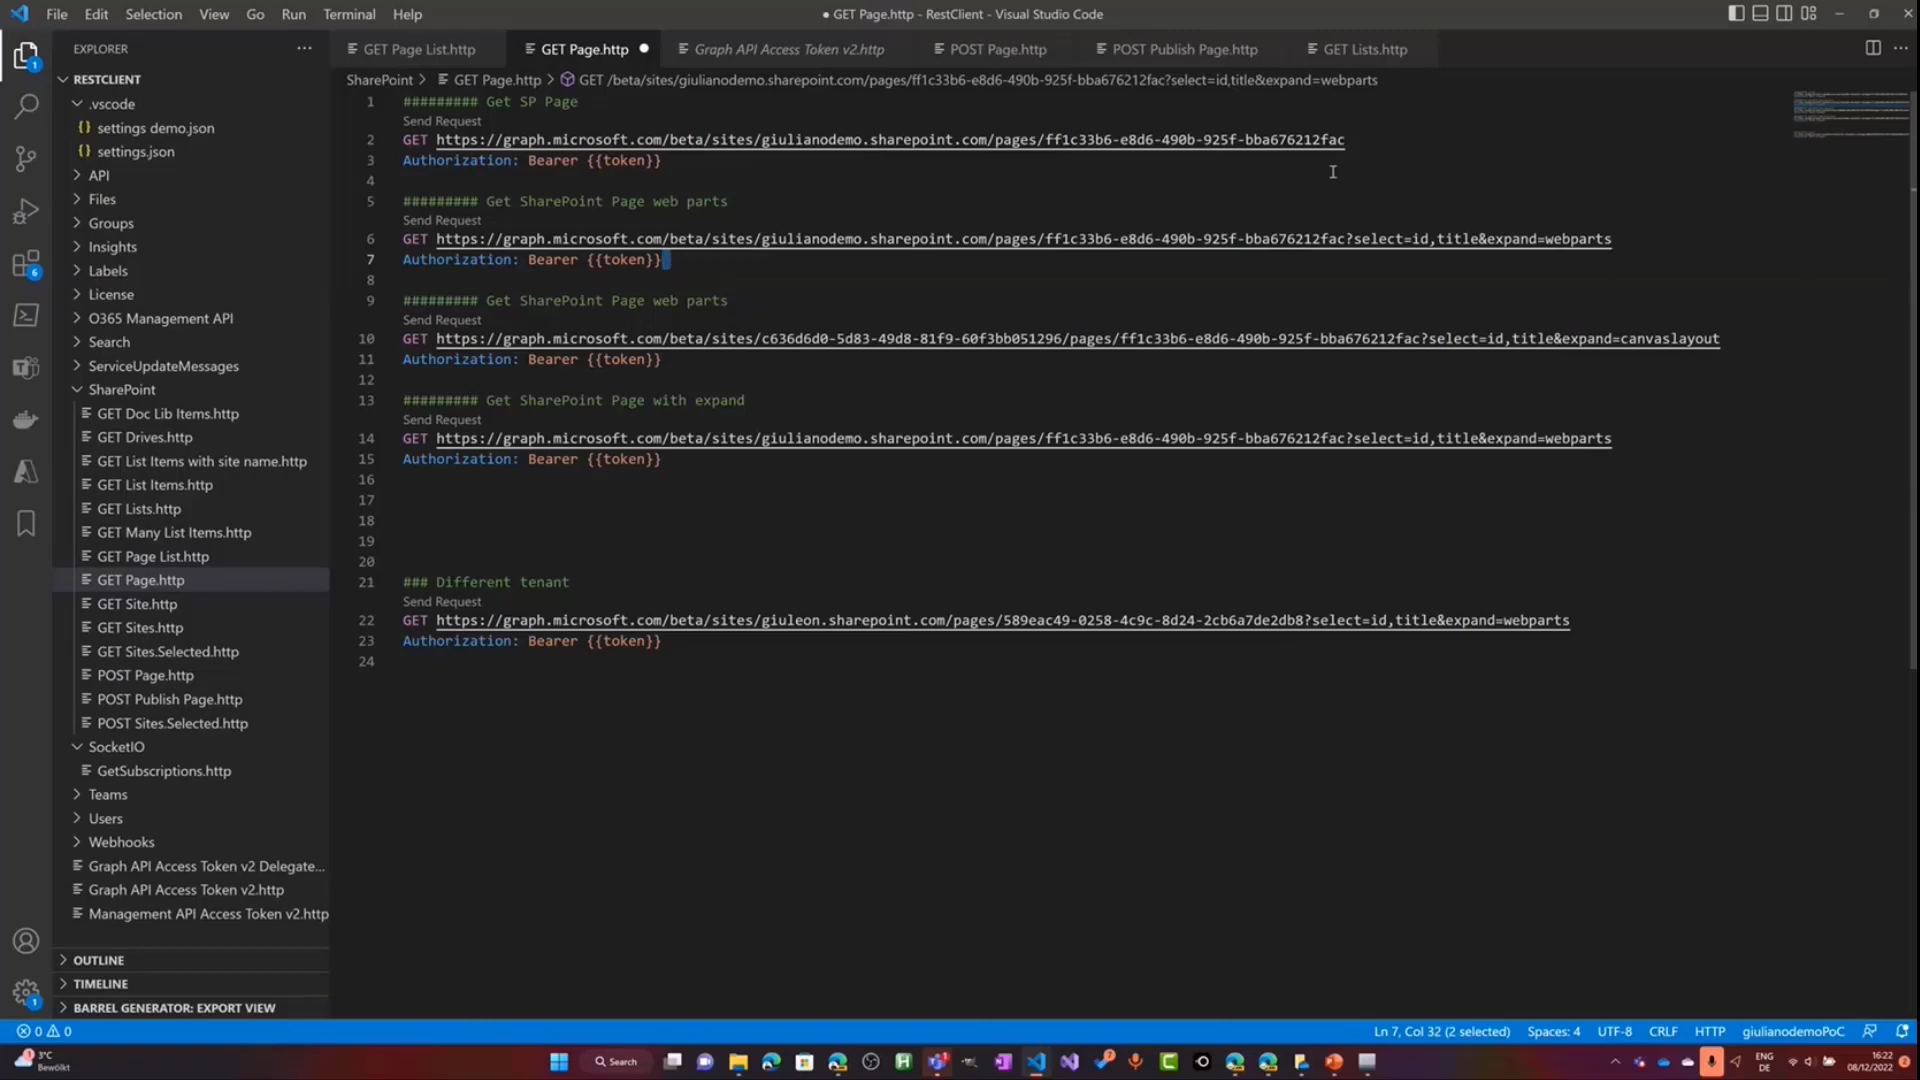 File Edit Selection View Go Run Terminal Help
● GET Page.http - RestClient - Visual Studio Code
EXPLORER
GET Page List.http
GET Page.http
Graph API Access Token v2.http
POST Page.http
POST Publish Page.http
GET Lists.http
SharePoint > GET Page.http > GET /beta/sites/giulianodemo.sharepoint.com/pages/ff1c33b6-e8d6-490b-925f-bba676212fac?select=id,title&expand=webparts
RESTCLIENT
.vscode
{} settings demo.json
{} settings.json
API
Files
Groups
Insights
Labels
License
O365 Management API
Search
ServiceUpdateMessages
SharePoint
GET Doc Lib Items.http
GET Drives.http
GET List Items with site name.http
GET List Items.http
GET Lists.http
GET Many List Items.http
GET Page List.http
GET Page.http
GET Site.http
GET Sites.http
GET Sites.Selected.http
POST Page.http
POST Publish Page.http
POST Sites.Selected.http
SocketIO
GetSubscriptions.http
Teams
Users
Webhooks
Graph API Access Token v2 Delegate...
Graph API Access Token v2.http
Management API Access Token v2.http
OUTLINE
TIMELINE
BARREL GENERATOR: EXPORT VIEW
1 ######### Get SP Page
Send Request
2 GET https://graph.microsoft.com/beta/sites/giulianodemo.sharepoint.com/pages/ff1c33b6-e8d6-490b-925f-bba676212fac
3 Authorization: Bearer {{token}}
4
5 ######### Get SharePoint Page web parts
Send Request
6 GET https://graph.microsoft.com/beta/sites/giulianodemo.sharepoint.com/pages/ff1c33b6-e8d6-490b-925f-bba676212fac?select=id,title&expand=webparts
7 Authorization: Bearer {{token}}
8
9 ######### Get SharePoint Page web parts
Send Request
10 GET https://graph.microsoft.com/beta/sites/c636d6d0-5d83-49d8-81f9-60f3bb051296/pages/ff1c33b6-e8d6-490b-925f-bba676212fac?select=id,title&expand=canvaslayout
11 Authorization: Bearer {{token}}
12
13 ######### Get SharePoint Page with expand
Send Request
14 GET https://graph.microsoft.com/beta/sites/giulianodemo.sharepoint.com/pages/ff1c33b6-e8d6-490b-925f-bba676212fac?select=id,title&expand=webparts
15 Authorization: Bearer {{token}}
16
17
18
19
20
21 ### Different tenant
Send Request
22 GET https://graph.microsoft.com/beta/sites/giuleon.sharepoint.com/pages/589eac49-0258-4c9c-8d24-2cb6a7de2db8?select=id,title&expand=webparts
23 Authorization: Bearer {{token}}
24
0 0
Ln 7, Col 32 (2 selected) Spaces: 4 UTF-8 CRLF HTTP giulianodemoPoC
3°C
Bewölkt
Search
ENG
DE
16:22
08/12/2022